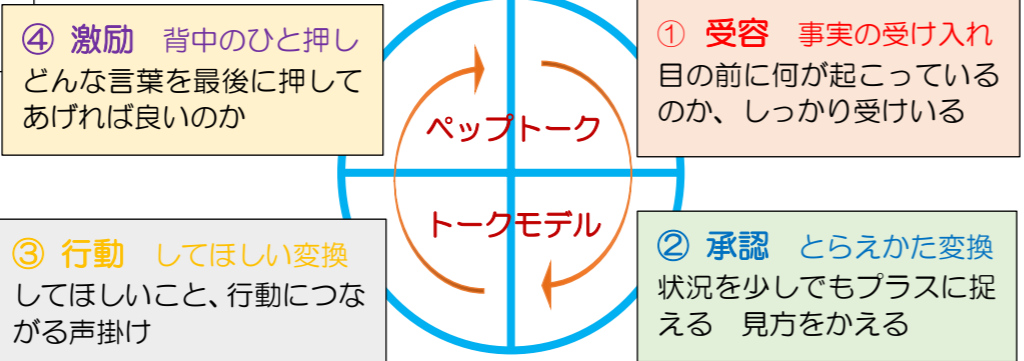 ④ 激励　背中のひと押し
どんな言葉を最後に押して
あげれば良いのか
① 受容　事実の受け入れ
目の前に何が起こっている
のか、しっかり受けいる
ペップトーク
トークモデル
③ 行動　してほしい変換
してほしいこと、行動につな
がる声掛け
② 承認　とらえかた変換
状況を少しでもプラスに捉
える　見方をかえる